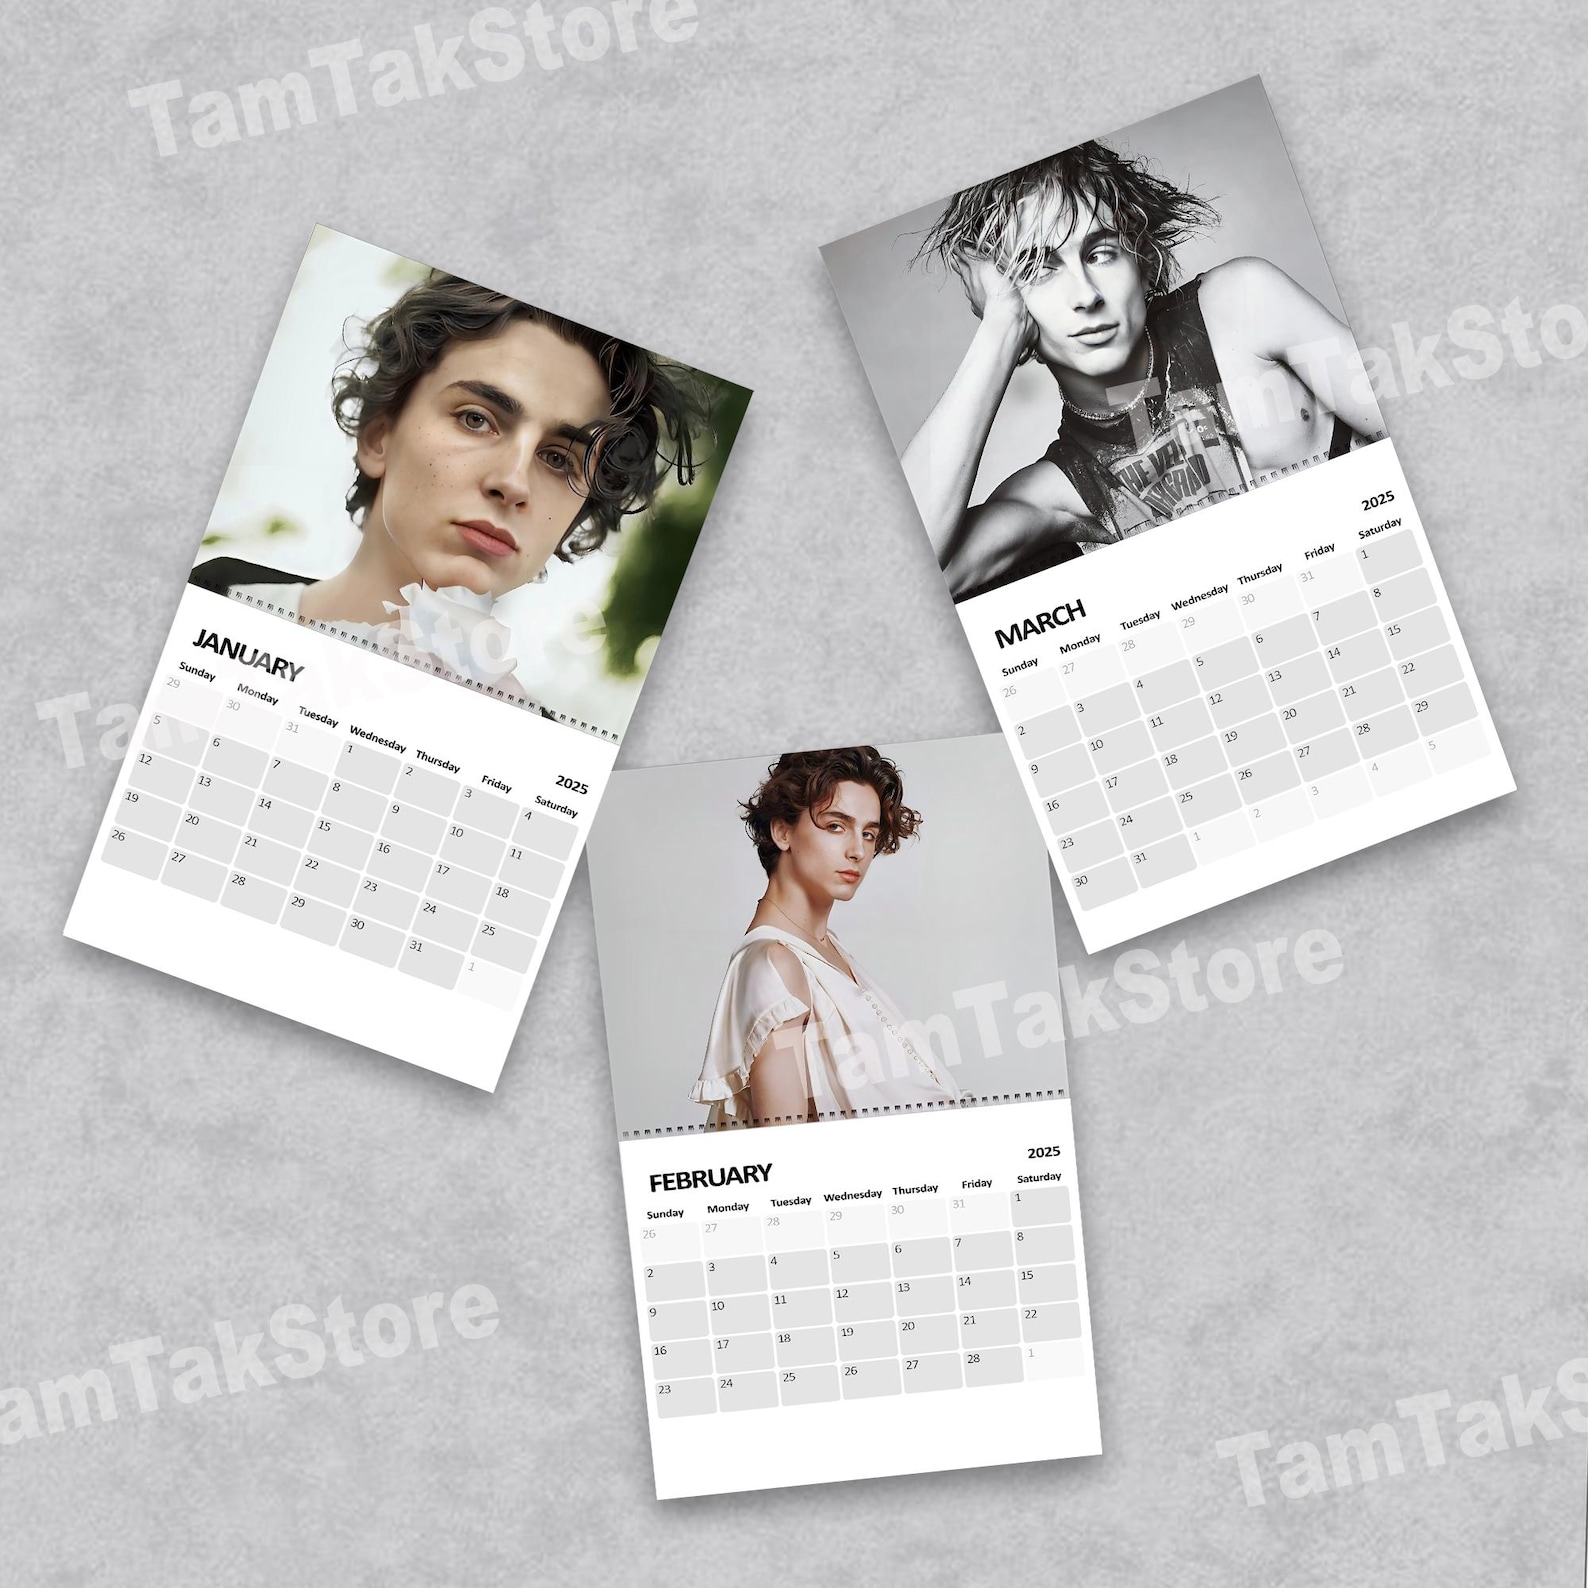 TamTakStore
TamTakSto
JANUARY
2025
Sunday Monday Tuesday Wednesday Thursday Friday Saturday
29 30 31 1 2 3 4
5 6 7 8 9 10 11
12 13 14 15 16 17 18
19 20 21 22 23 24 25
26 27 28 29 30 31 1
TamTakStore
THE
MARCH
2025
Sunday Monday Tuesday Wednesday Thursday Friday Saturday
26 27 28 29 30 31 1
2 3 4 5 6 7 8
9 10 11 12 13 14 15
16 17 18 19 20 21 22
23 24 25 26 27 28 29
30 31 1 2 3 4 5
TamTakStore
FEBRUARY
2025
Sunday Monday Tuesday Wednesday Thursday Friday Saturday
26 27 28 29 30 31 1
2 3 4 5 6 7 8
9 10 11 12 13 14 15
16 17 18 19 20 21 22
23 24 25 26 27 28 1
amTakStore
TamTakS